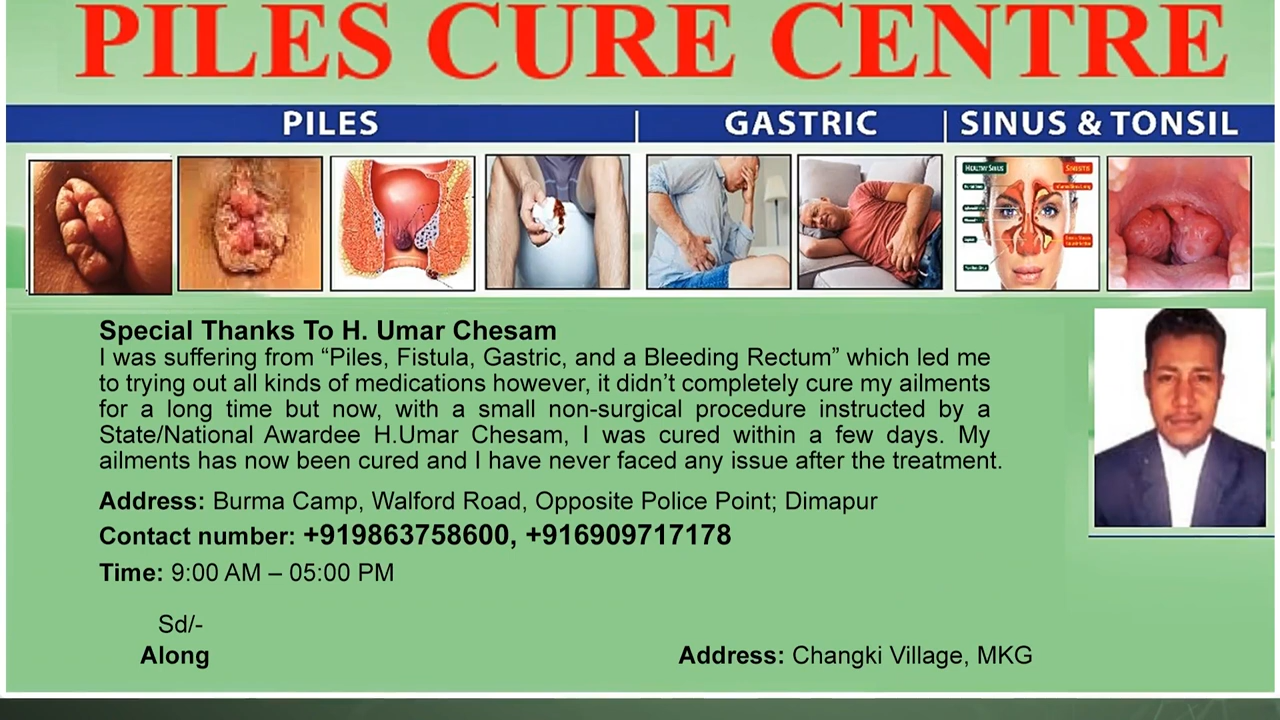 PILES CURE CENTRE
PILES | GASTRIC | SINUS & TONSIL
HEALTHY SINUS
SINUSITIS
Special Thanks To H. Umar Chesam
I was suffering from “Piles, Fistula, Gastric, and a Bleeding Rectum” which led me
to trying out all kinds of medications however, it didn’t completely cure my ailments
for a long time but now, with a small non-surgical procedure instructed by a
State/National Awardee H.Umar Chesam, I was cured within a few days. My
ailments has now been cured and I have never faced any issue after the treatment.
Address: Burma Camp, Walford Road, Opposite Police Point; Dimapur
Contact number: +919863758600, +916909717178
Time: 9:00 AM – 05:00 PM
Sd/-
Along
Address: Changki Village, MKG